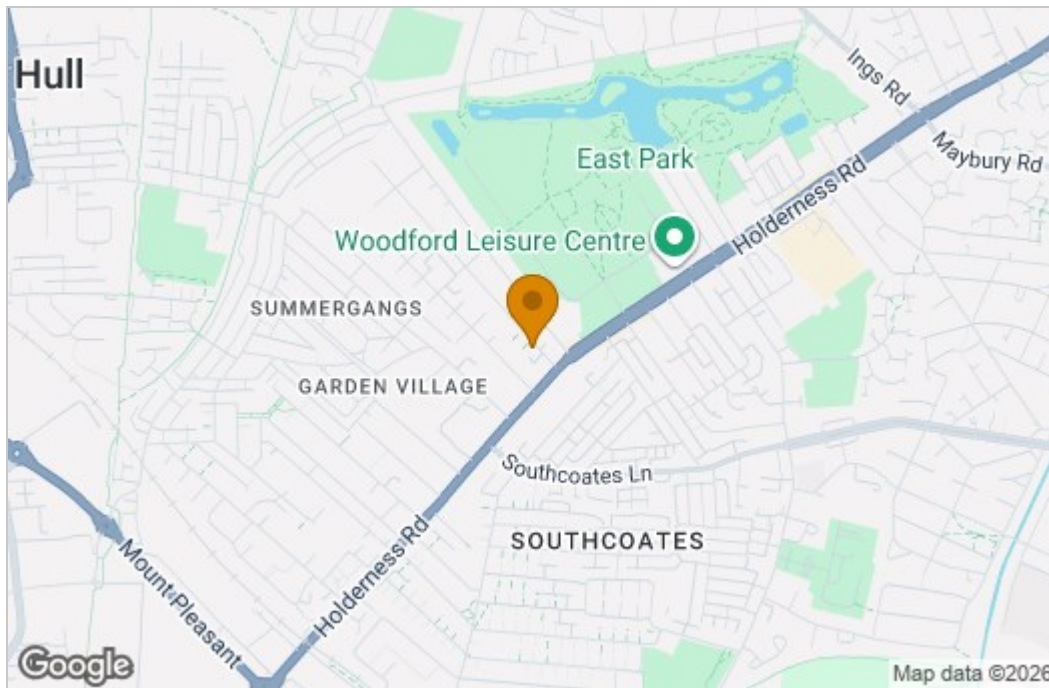 Hull
Ings Rd
Maybury Rd
East Park
Holderness Rd
Woodford Leisure Centre
SUMMERGANGS
GARDEN VILLAGE
Southcoates Ln
SOUTHCOATES
Holderness Rd
Mount Pleasant
Google
Map data ©2026